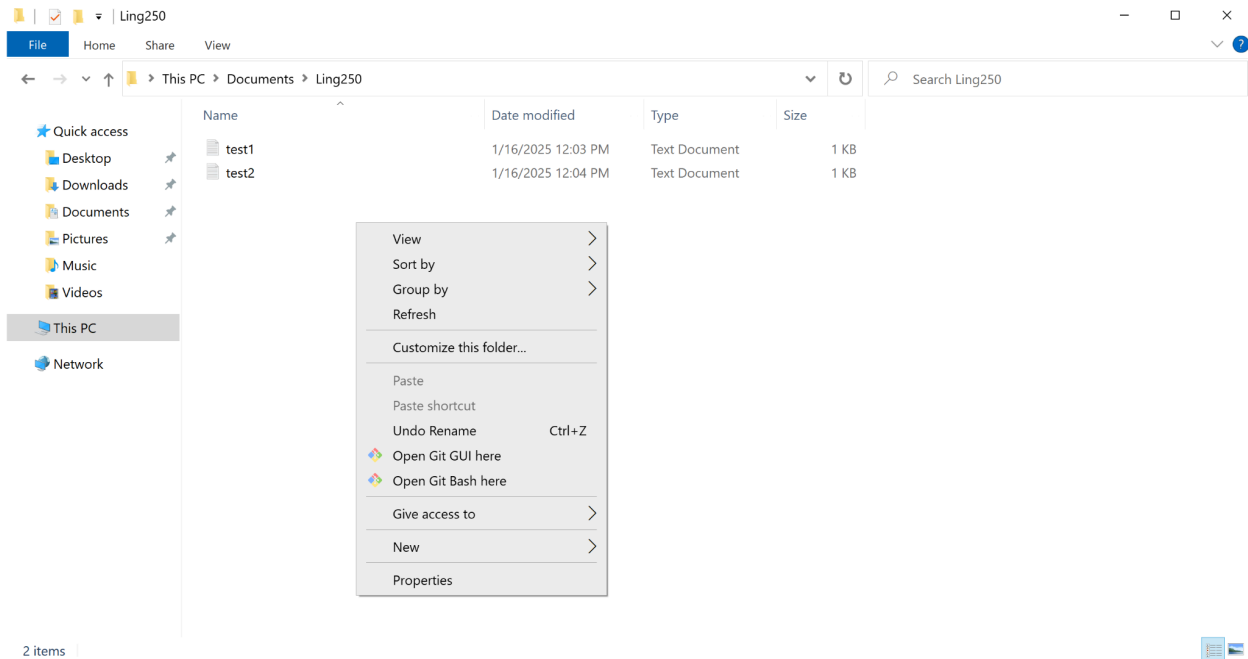 Ling250
File Home Share View
?
This PC Documents Ling250
Search Ling250
Name Date modified Type Size
Quick access
Desktop
Downloads
Documents
Pictures
Music
Videos
This PC
Network
test1 1/16/2025 12:03 PM Text Document 1 KB
test2 1/16/2025 12:04 PM Text Document 1 KB
View
Sort by
Group by
Refresh
Customize this folder...
Paste
Paste shortcut
Undo Rename Ctrl+Z
Open Git GUI here
Open Git Bash here
Give access to
New
Properties
2 items